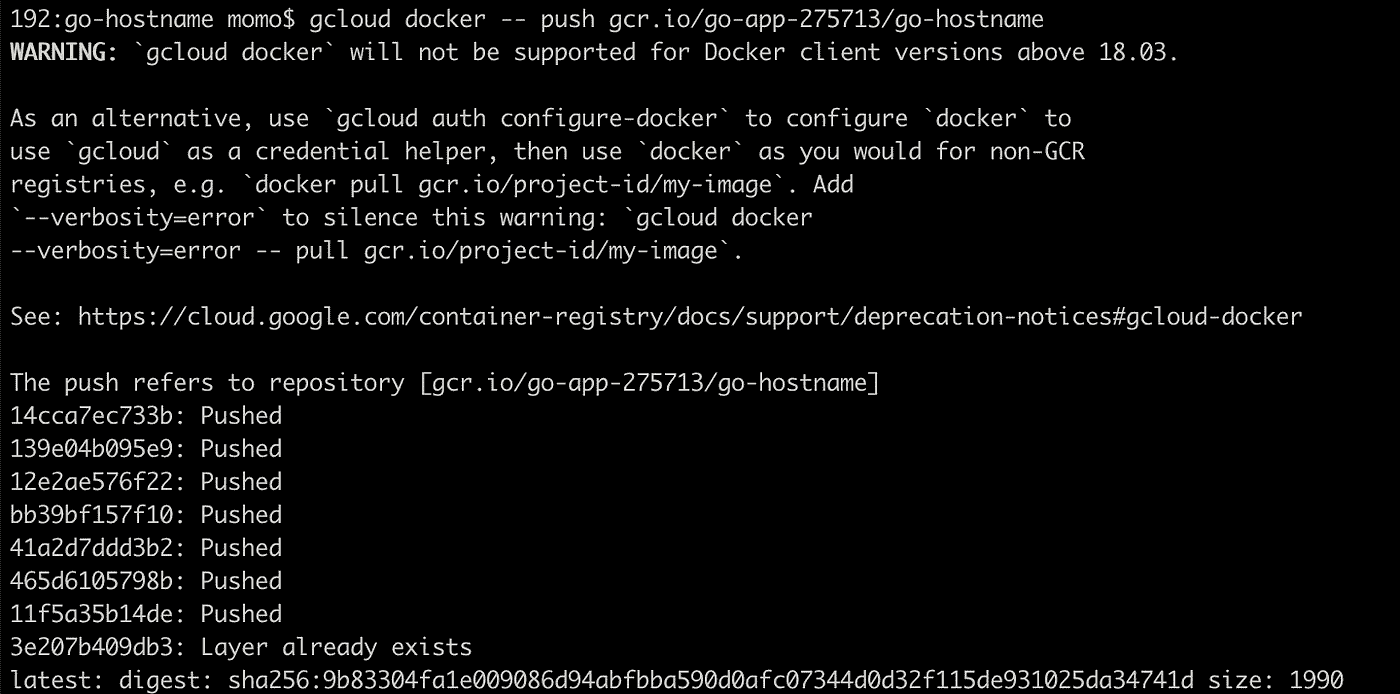 192:go-hostname momo$ gcloud docker -- push gcr.io/go-app-275713/go-hostname
WARNING: `gcloud docker` will not be supported for Docker client versions above 18.03.
As an alternative, use `gcloud auth configure-docker` to configure `docker` to
use `gcloud` as a credential helper, then use `docker` as you would for non-GCR
registries, e.g. `docker pull gcr.io/project-id/my-image`. Add
`--verbosity=error` to silence this warning: `gcloud docker
--verbosity=error -- pull gcr.io/project-id/my-image`.
See: https://cloud.google.com/container-registry/docs/support/deprecation-notices#gcloud-docker
The push refers to repository [gcr.io/go-app-275713/go-hostname]
14cca7ec733b: Pushed
139e04b095e9: Pushed
12e2ae576f22: Pushed
bb39bf157f10: Pushed
41a2d7ddd3b2: Pushed
465d6105798b: Pushed
11f5a35b14de: Pushed
3e207b409db3: Layer already exists
latest: digest: sha256:9b83304fa1e009086d94abfbba590d0afc07344d0d32f115de931025da34741d size: 1990